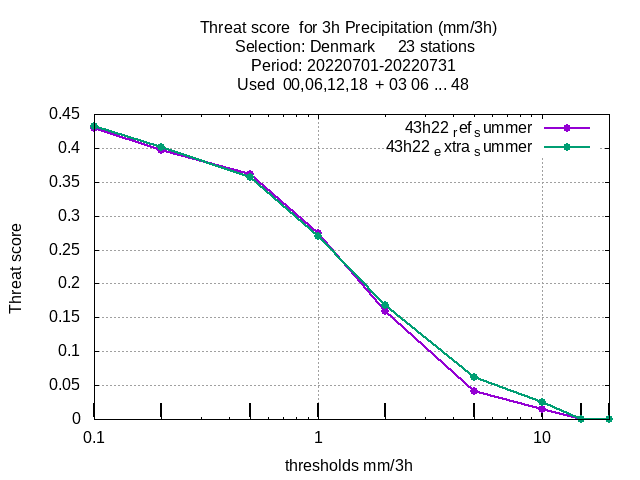 Threat score  for 3h Precipitation (mm/3h)
Selection: Denmark     23 stations
Period: 20220701-20220731
Used  00,06,12,18  + 03 06 ... 48
0.45
0.4
0.35
0.3
0.25
0.2
0.15
0.1
0.05
0
Threat score
43h22 ref summer
43h22 extra summer
0.1
1
10
thresholds mm/3h